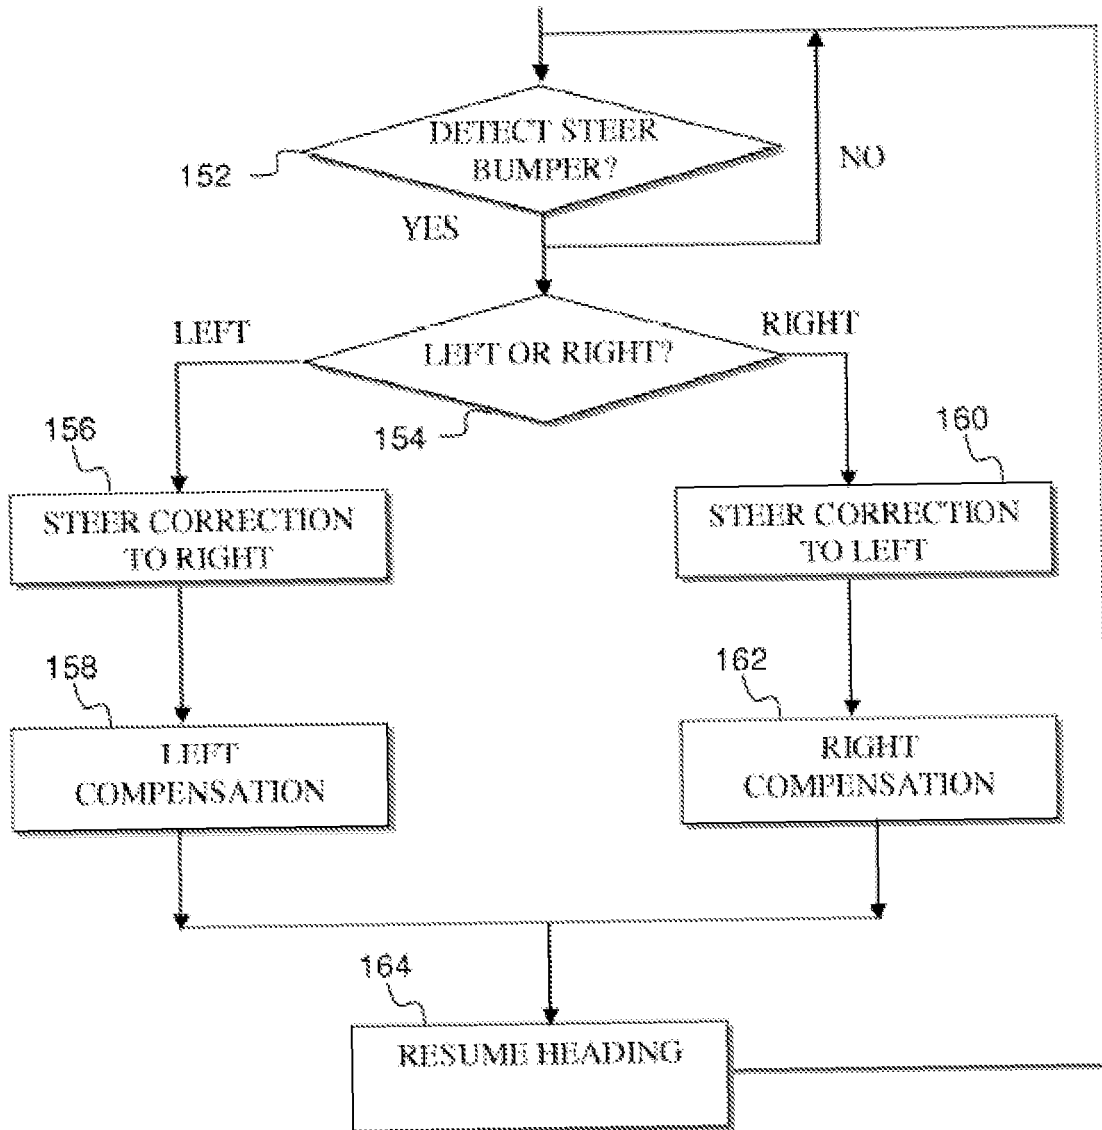 DETECT STEER
BUMPER?
152
NO
YES
LEFT
RIGHT
LEFT OR RIGHT?
154
156
160
STEER CORRECTION
TO RIGHT
STEER CORRECTION
TO LEFT
158
162
LEFT
COMPENSATION
RIGHT
COMPENSATION
164
RESUME HEADING